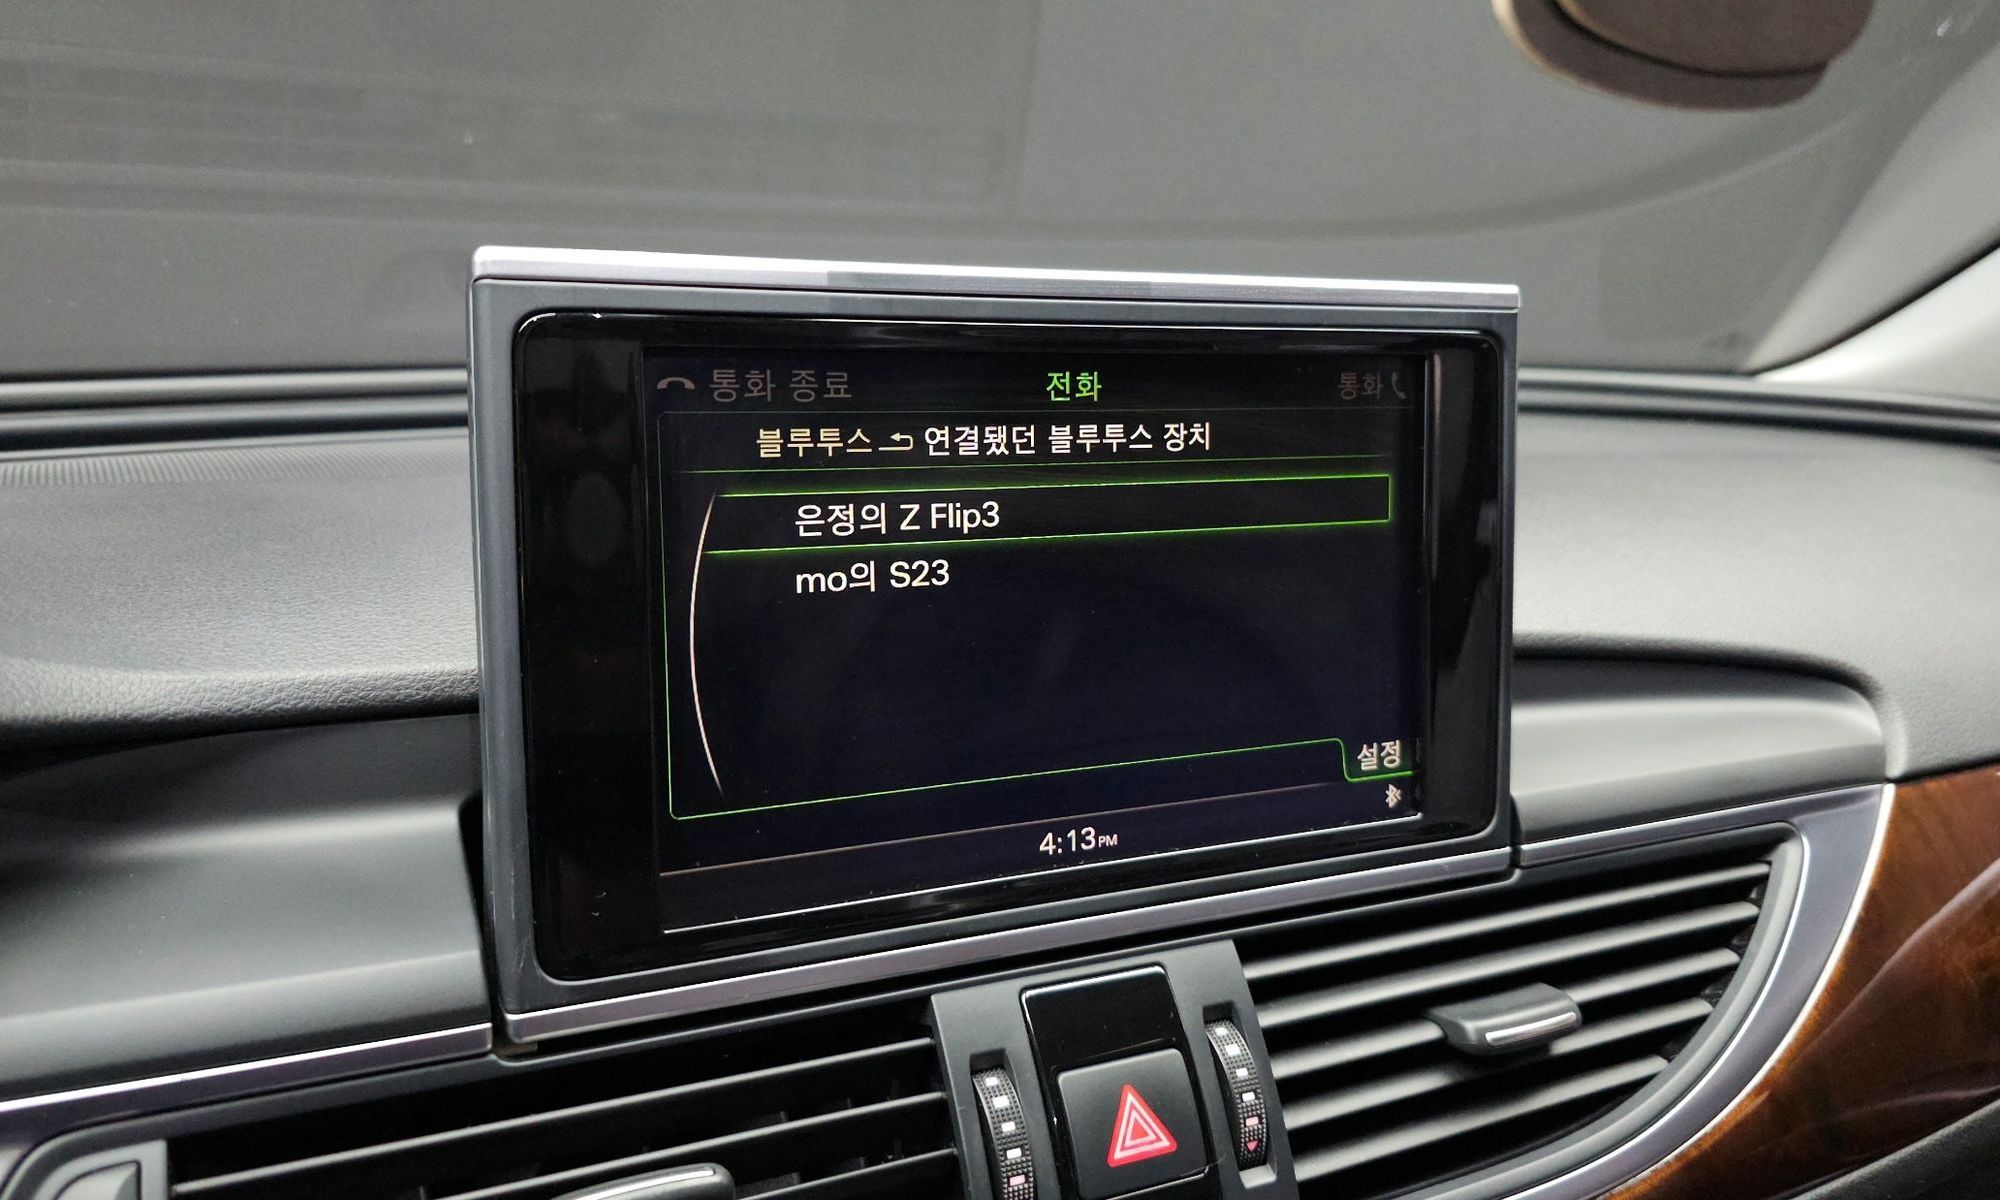 통화 종료 전화 통화
블루투스 연결됐던 블루투스 장치
은정의 Z Flip3
mo의 S23
설정
4:13PM